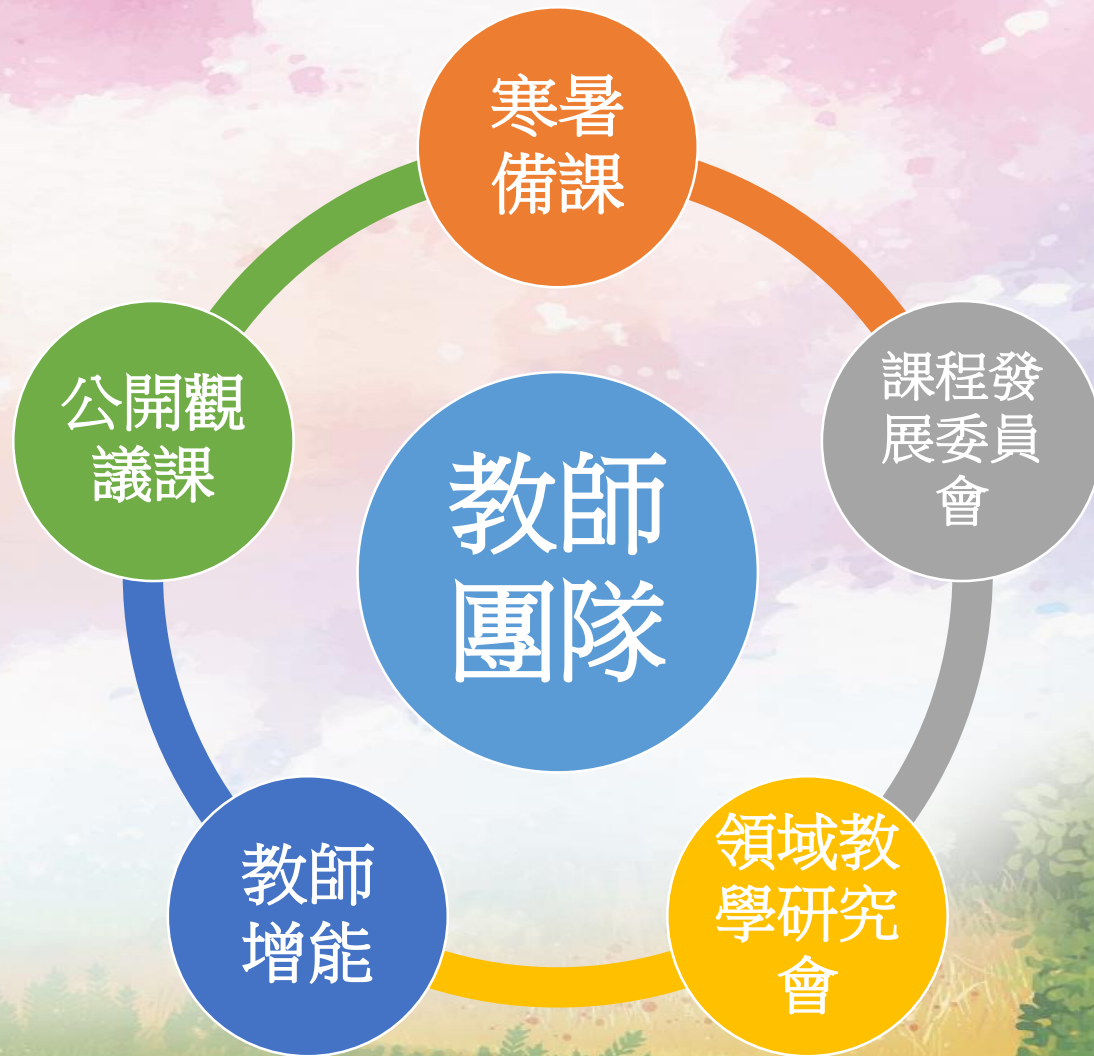 寒暑
備課
課程發
展委員
會
領域教
學研究
會
教師
增能
公開觀
議課
教師
團隊